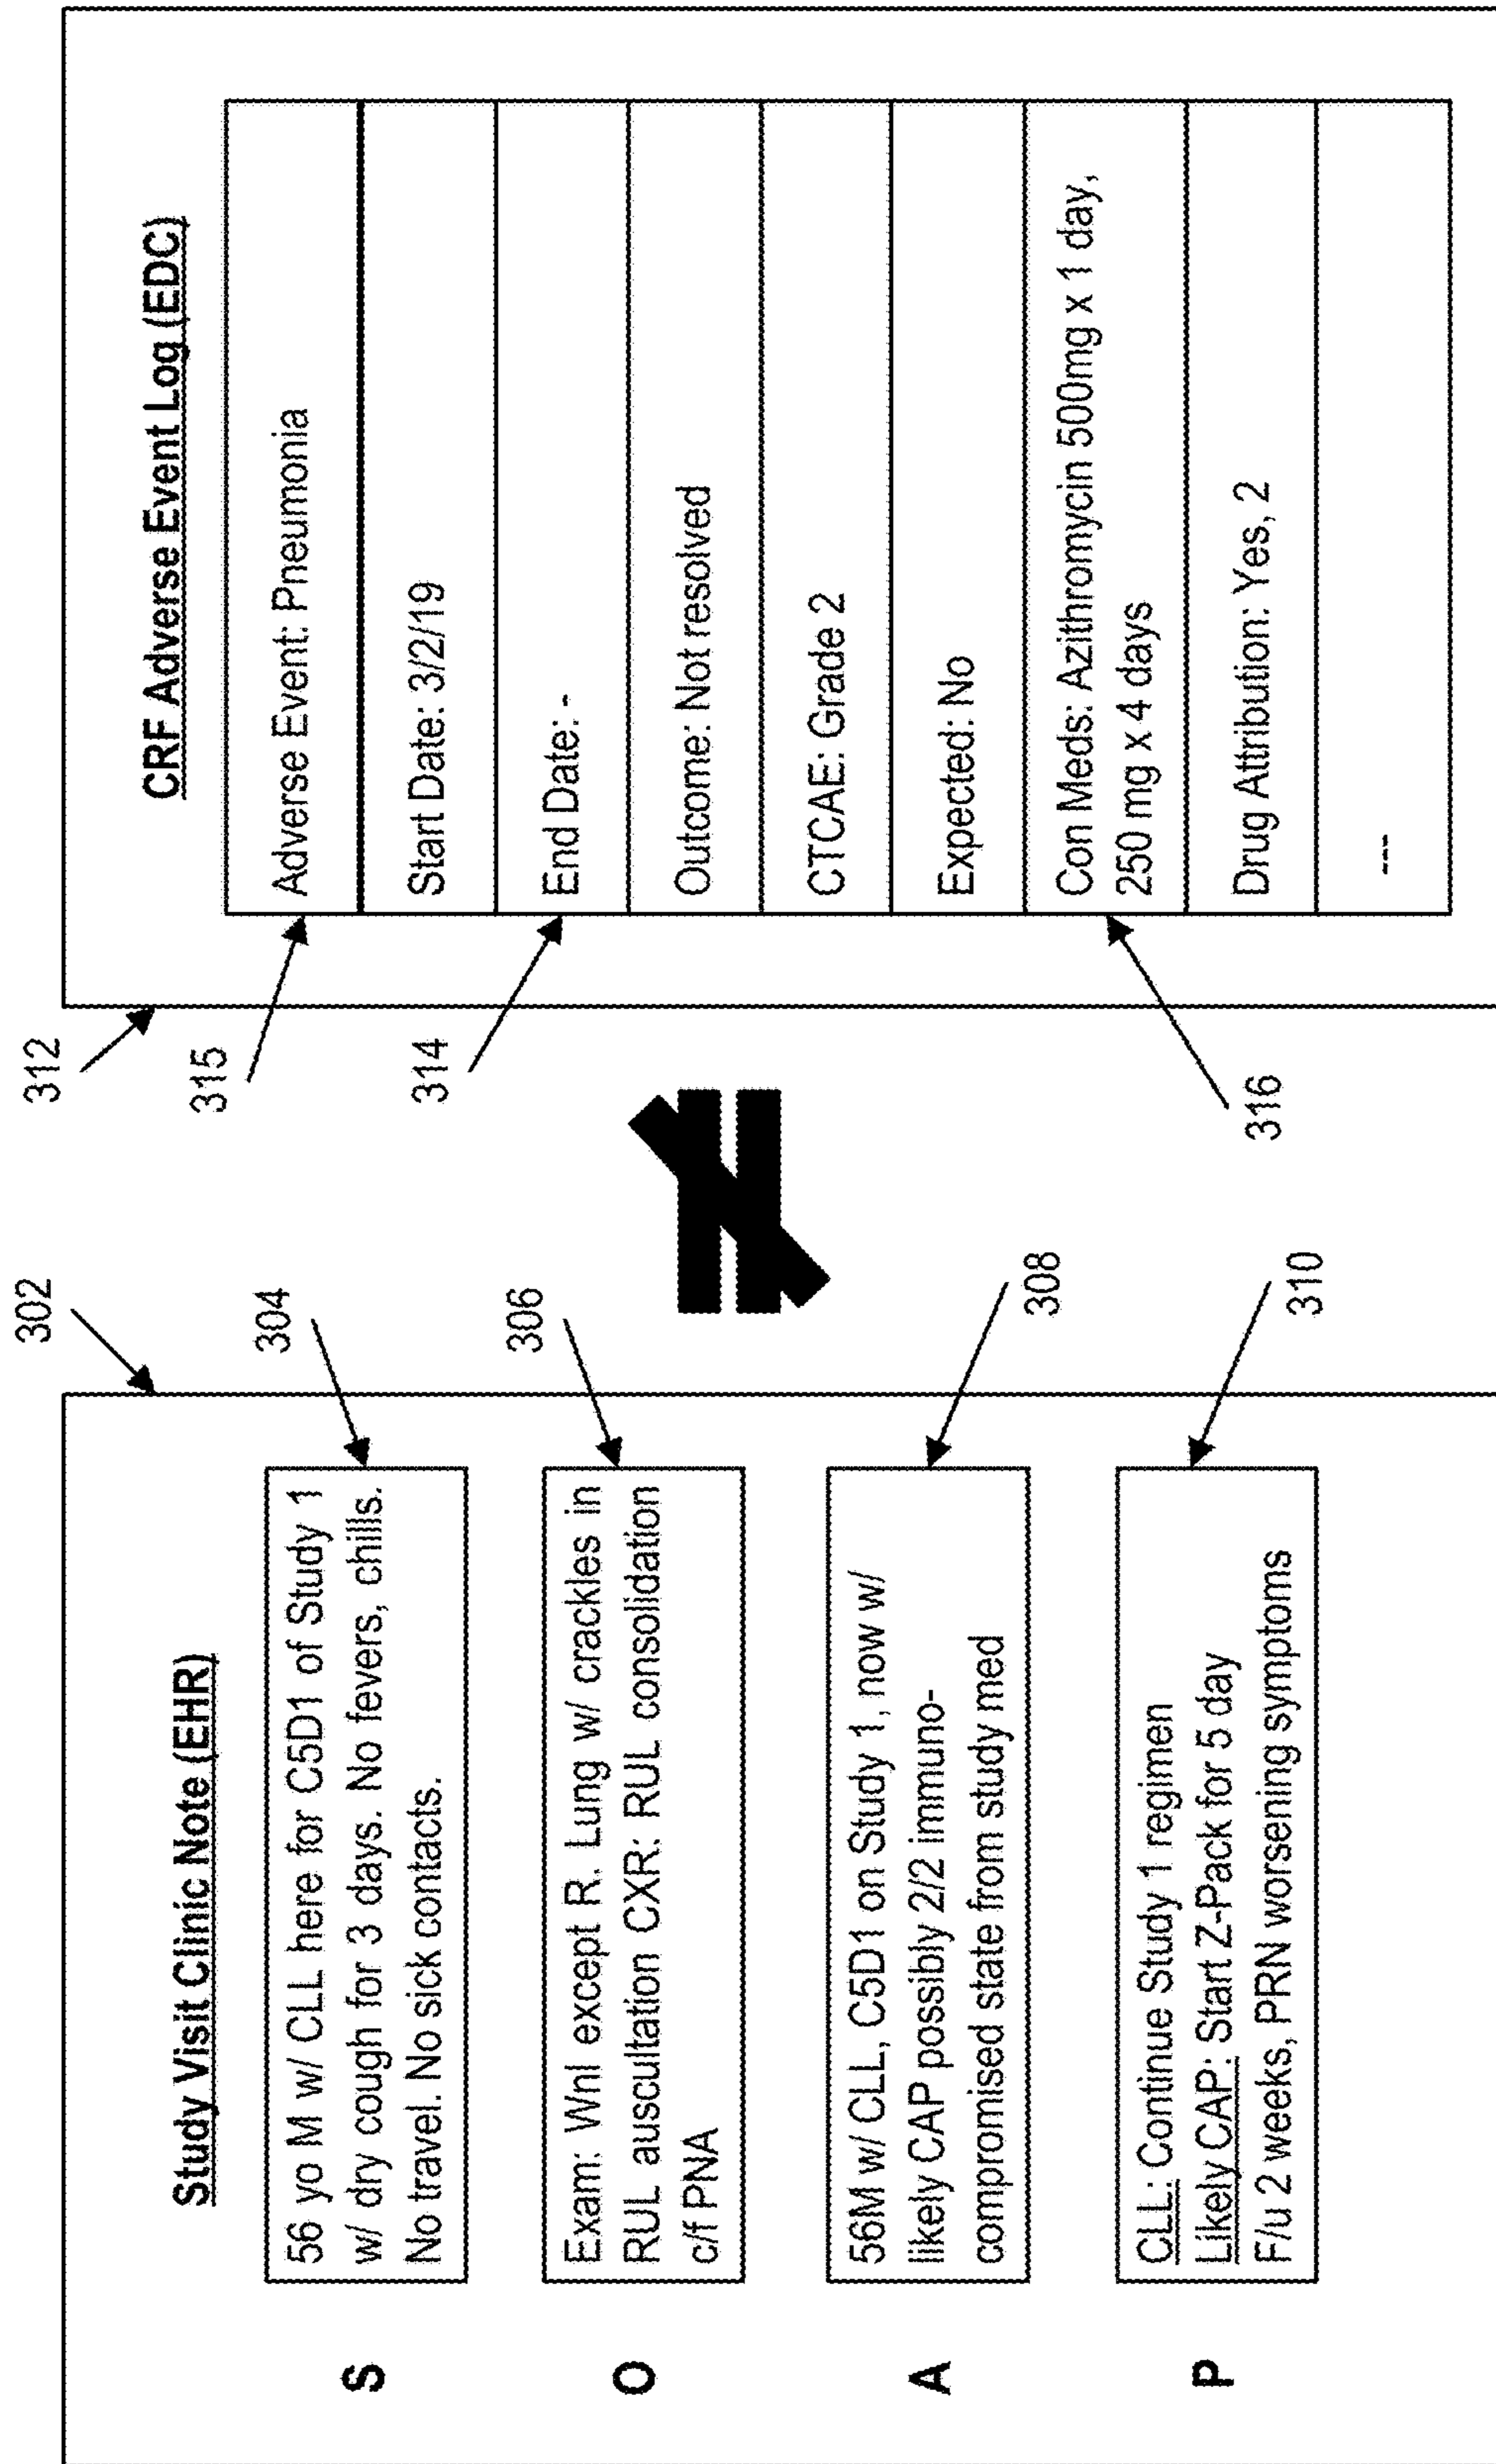 302
Study Visit Clinic Note (EHR)
S
56 yo M w/ CLL here for C5D1 of Study 1
w/ dry cough for 3 days. No fevers, chills.
No travel. No sick contacts.
304
O
Exam: Wnl except R. Lung w/ crackles in
RUL auscultation CXR: RUL consolidation
c/f PNA
306
A
56M w/ CLL, C5D1 on Study 1, now w/
likely CAP possibly 2/2 immuno-
compromised state from study med
308
P
CLL: Continue Study 1 regimen
Likely CAP: Start Z-Pack for 5 day
F/u 2 weeks, PRN worsening symptoms
310
312
CRF Adverse Event Log (EDC)
315
Adverse Event: Pneumonia
Start Date: 3/2/19
314
End Date: -
Outcome: Not resolved
CTCAE: Grade 2
Expected: No
316
Con Meds: Azithromycin 500mg x 1 day,
250 mg x 4 days
Drug Attribution: Yes, 2
---